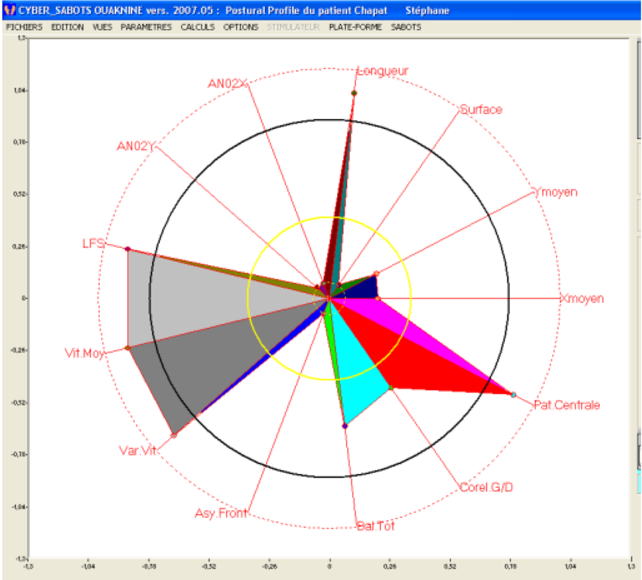 CYBER_SABOTS OUAKNINE vers. 2007.05 : Postural Profile du patient Chapat Stéphane
FICHIERS EDITION VUES PARAMETRES CALCULS OPTIONS STIMULATEUR PLATE-FORME SABOTS
1,3
1,04
0,78
0,52
0,26
0
-0,26
-0,52
-0,78
-1,04
-1,3
Longueur
AN02X
Surface
AN02Y
Ymoyen
LFS
Xmoyen
Vit.Moy
Pat.Centrale
Var.Vit
Corel.G/D
Asy.Front
Bal.Tot
-1,3 -1,04 -0,78 -0,52 -0,26 0 0,26 0,52 0,78 1,04 1,3